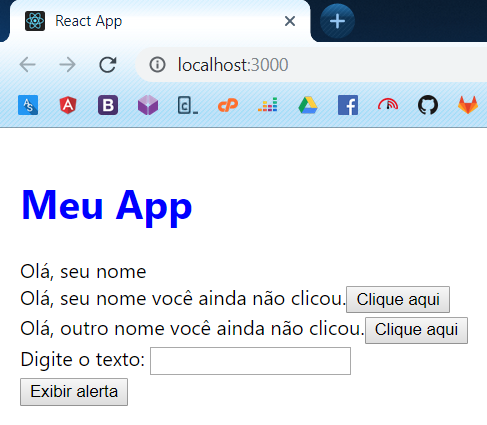 React App
localhost:3000
Meu App
Olá, seu nome
Olá, seu nome você ainda não clicou. Clique aqui
Olá, outro nome você ainda não clicou. Clique aqui
Digite o texto:
Exibir alerta